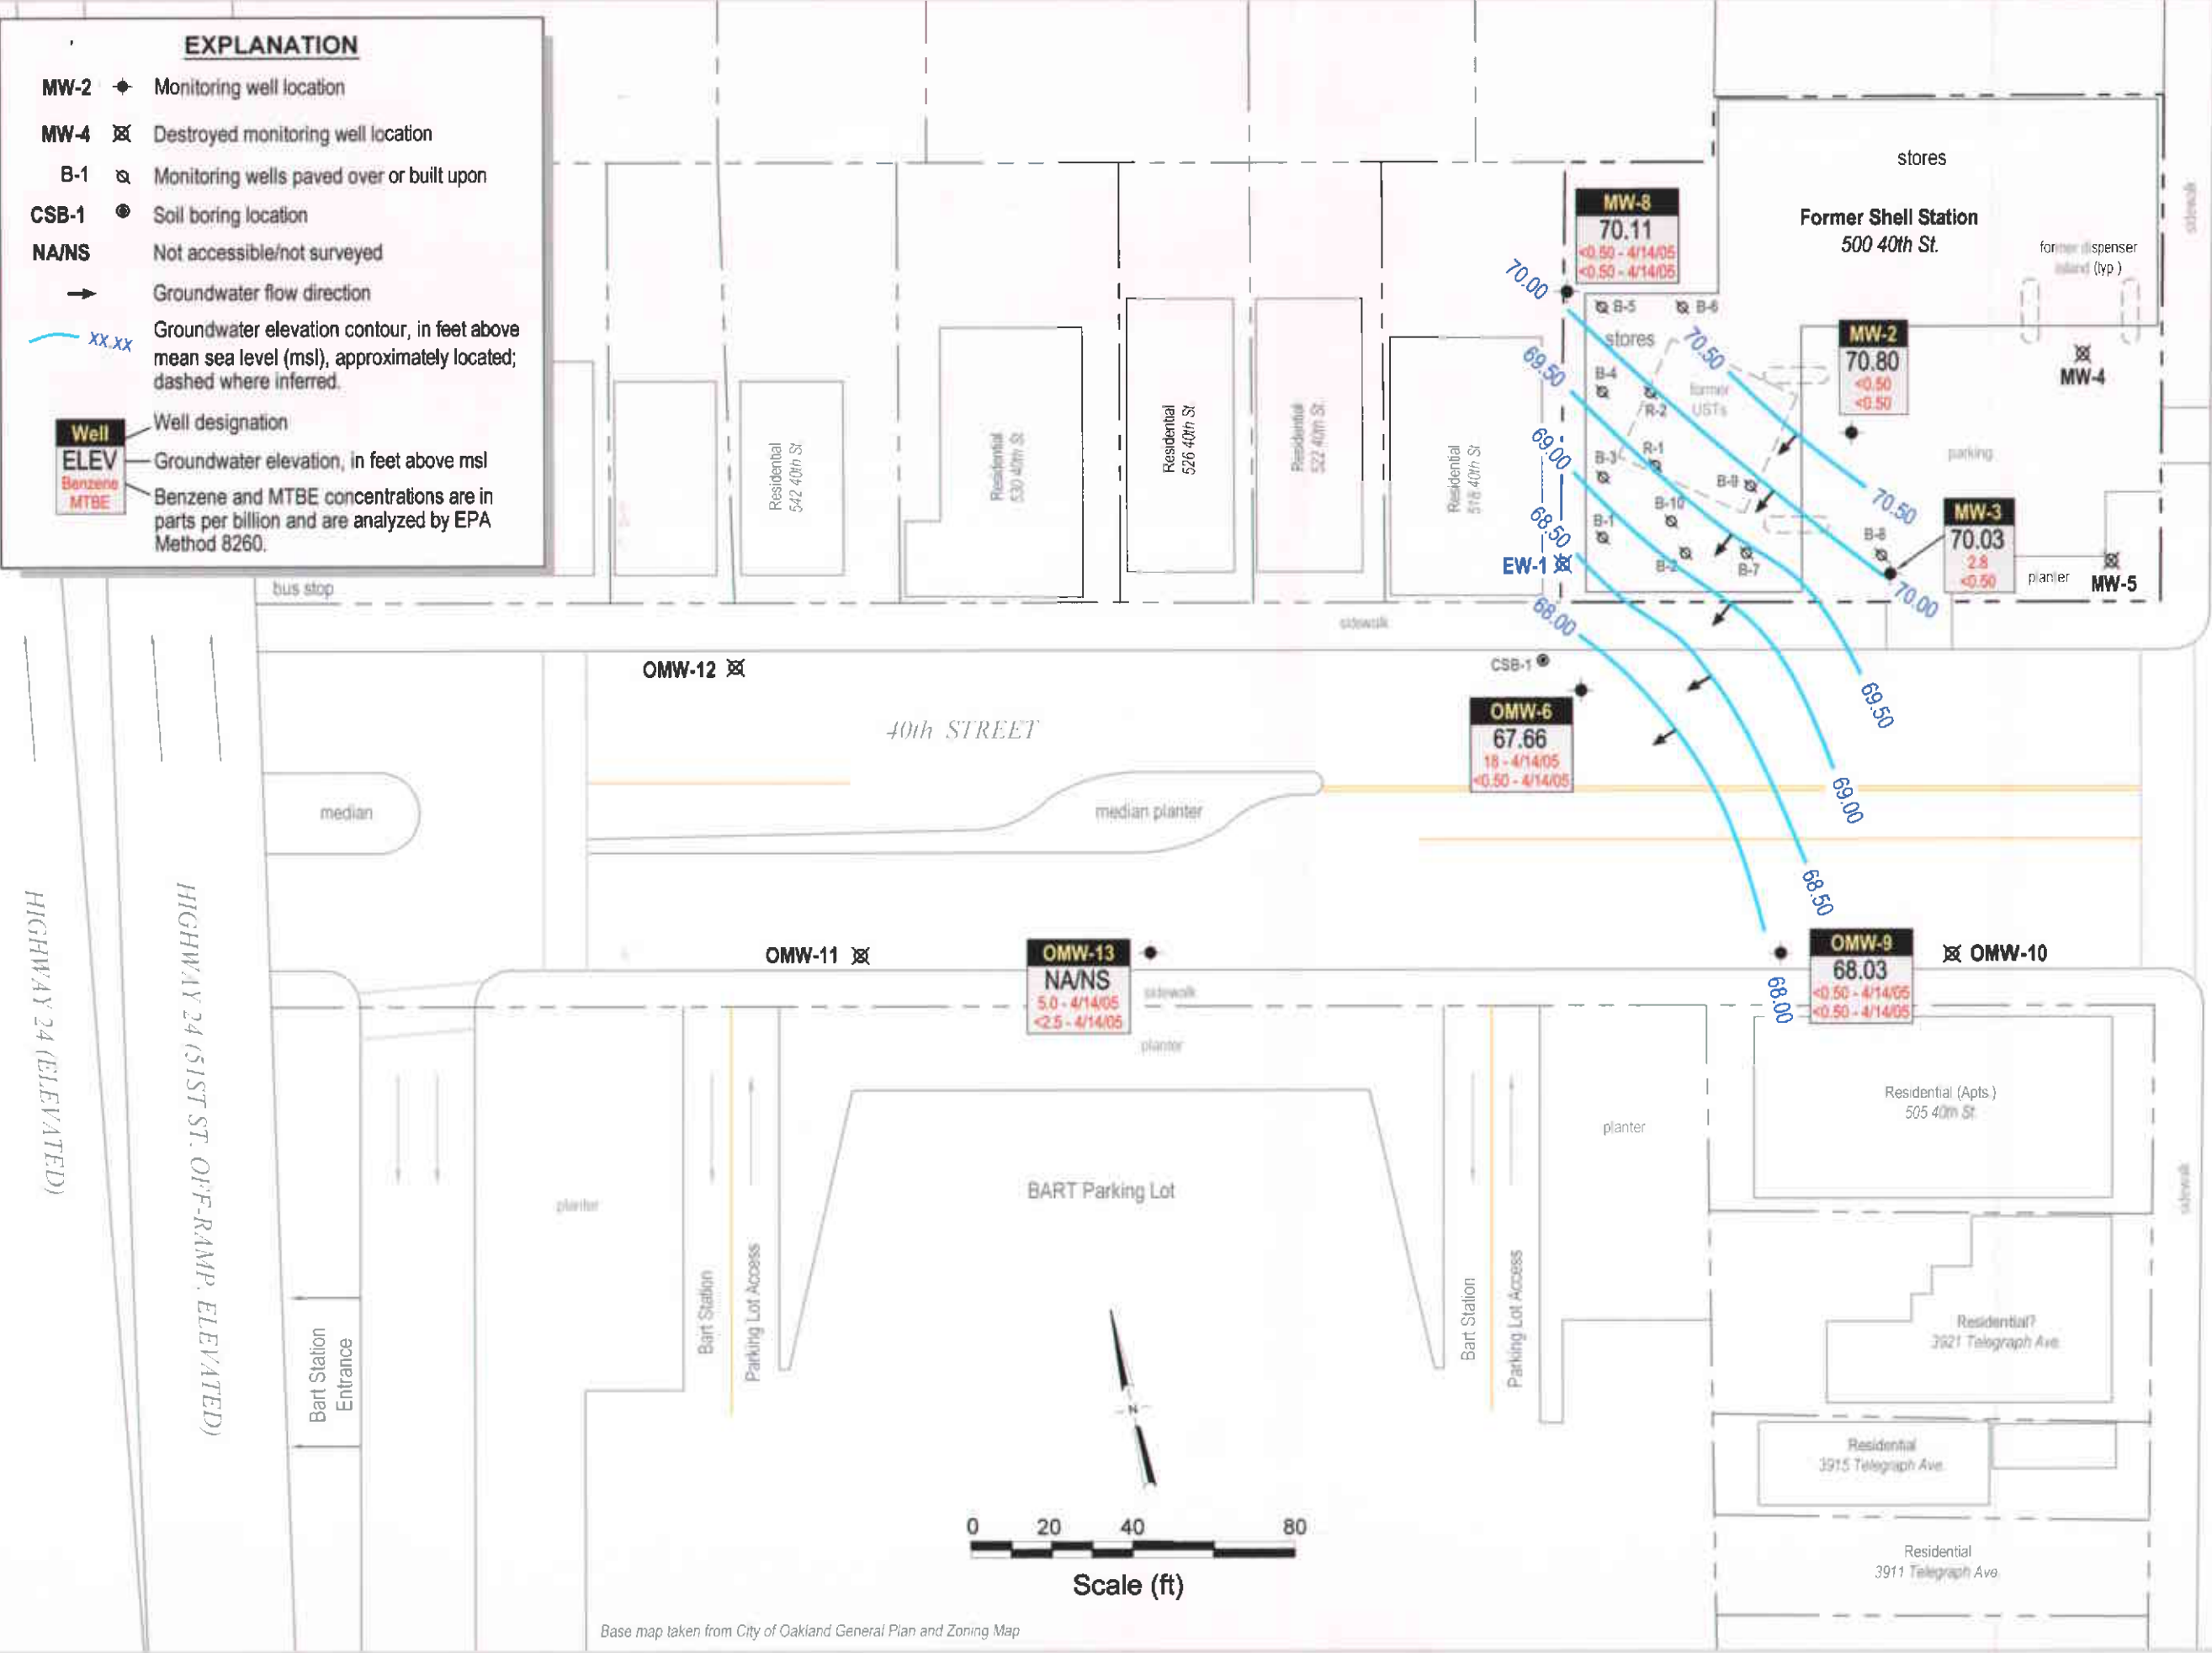 EXPLANATION
MW-2 Monitoring well location
MW-4 Destroyed monitoring well location
B-1 Monitoring wells paved over or built upon
CSB-1 Soil boring location
NA/NS Not accessible/not surveyed
Groundwater flow direction
XX.XX Groundwater elevation contour, in feet above
mean sea level (msl), approximately located;
dashed where inferred.
Well
ELEV
Benzene
MTBE
Well designation
Groundwater elevation, in feet above msl
Benzene and MTBE concentrations are in
parts per billion and are analyzed by EPA
Method 8260.
stores
Former Shell Station
500 40th St.
former dispenser
island (typ.)
sidewalk
MW-8
70.11
<0.50 - 4/14/05
<0.50 - 4/14/05
70.00
B-5
B-6
stores
70.50
MW-2
70.80
<0.50
<0.50
MW-4
69.50
B-4
R-2
former
USTs
69.00
B-3
R-1
B-9
parking
70.50
68.50
B-1
B-10
B-2
B-7
B-8
MW-3
70.03
2.8
<0.50
planter
MW-5
EW-1
68.00
70.00
Residential
542 40th St
Residential
530 40th St
Residential
526 40th St
Residential
522 40th St.
Residential
518 40th St
bus stop
sidewalk
OMW-12
CSB-1
OMW-6
67.66
18 - 4/14/05
<0.50 - 4/14/05
69.50
40th STREET
69.00
median
median planter
68.50
HIGHWAY 24 (ELEVATED)
HIGHWAY 24 (51ST ST. OFF-RAMP, ELEVATED)
OMW-11
OMW-13
NA/NS
5.0 - 4/14/05
<2.5 - 4/14/05
sidewalk
planter
OMW-9
68.03
<0.50 - 4/14/05
<0.50 - 4/14/05
OMW-10
68.00
Residential (Apts.)
505 40th St.
planter
planter
BART Parking Lot
sidewalk
Bart Station
Parking Lot Access
Bart Station
Parking Lot Access
Bart Station
Entrance
Residential?
3921 Telegraph Ave.
N
Residential
3915 Telegraph Ave.
0 20 40 80
Scale (ft)
Residential
3911 Telegraph Ave.
Base map taken from City of Oakland General Plan and Zoning Map